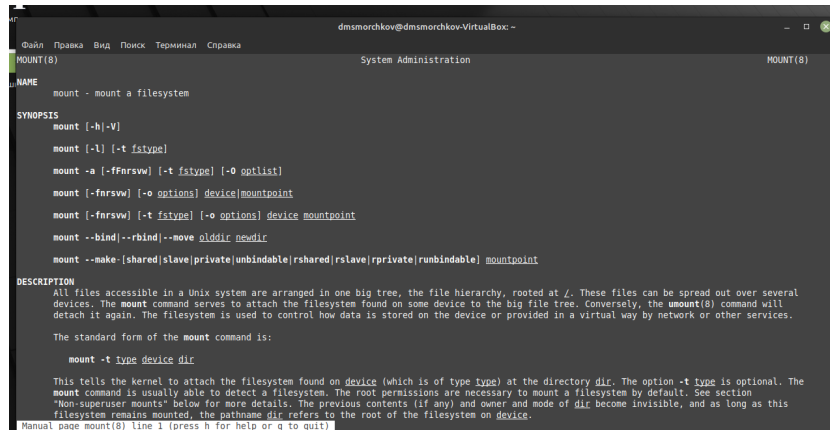 dmsmorchkov@dmsmorchkov-VirtualBox: ~
Файл Правка Вид Поиск Терминал Справка
MOUNT(8) System Administration MOUNT(8)
NAME
mount - mount a filesystem
SYNOPSIS
mount [-h|-V]
mount [-l] [-t fstype]
mount -a [-fFnrsvw] [-t fstype] [-O optlist]
mount [-fnrsvw] [-o options] device|mountpoint
mount [-fnrsvw] [-t fstype] [-o options] device mountpoint
mount --bind|--rbind|--move olddir newdir
mount --make-[shared|slave|private|unbindable|rshared|rslave|rprivate|runbindable] mountpoint
DESCRIPTION
All files accessible in a Unix system are arranged in one big tree, the file hierarchy, rooted at /. These files can be spread out over several
devices. The mount command serves to attach the filesystem found on some device to the big file tree. Conversely, the umount(8) command will
detach it again. The filesystem is used to control how data is stored on the device or provided in a virtual way by network or other services.
The standard form of the mount command is:
mount -t type device dir
This tells the kernel to attach the filesystem found on device (which is of type type) at the directory dir. The option -t type is optional. The
mount command is usually able to detect a filesystem. The root permissions are necessary to mount a filesystem by default. See section
"Non-superuser mounts" below for more details. The previous contents (if any) and owner and mode of dir become invisible, and as long as this
filesystem remains mounted, the pathname dir refers to the root of the filesystem on device.
Manual page mount(8) line 1 (press h for help or q to quit)